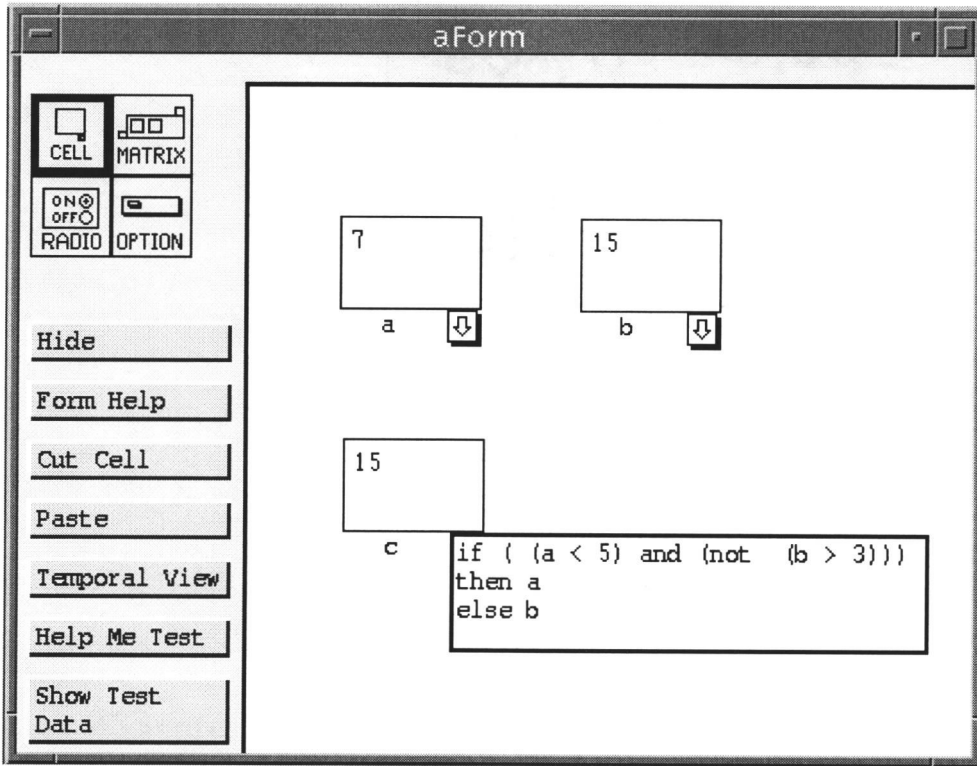 aForm
CELL MATRIX
ON
OFF
RADIO OPTION
7
15
a
b
Hide
Form Help
Cut Cell
15
Paste
c
if ( (a < 5) and (not (b > 3)))
then a
else b
Temporal View
Help Me Test
Show Test
Data